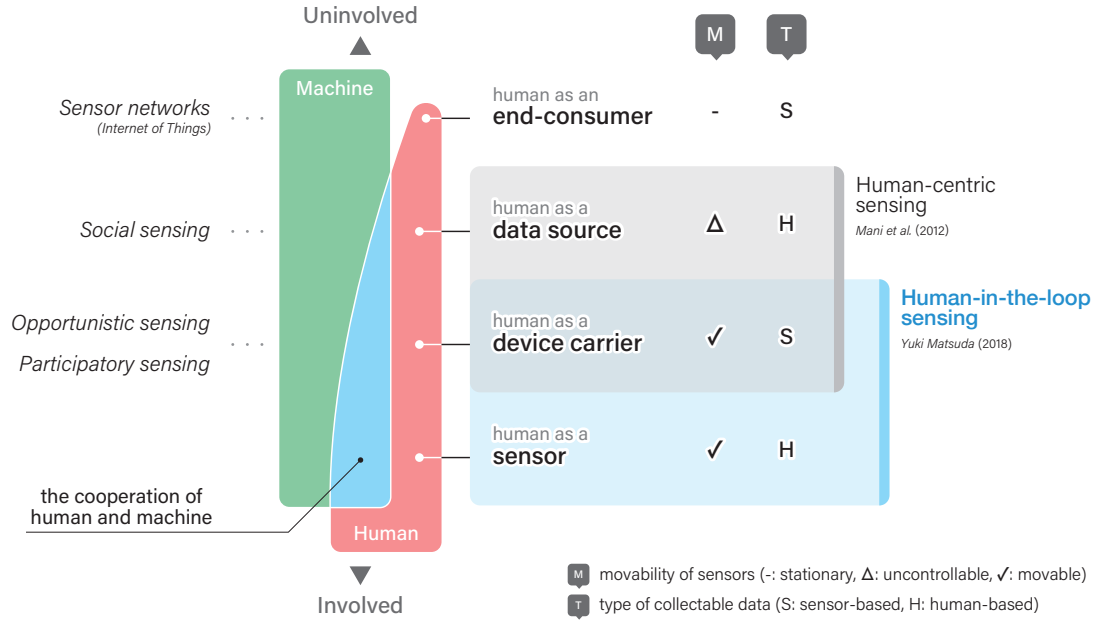 Uninvolved
M
T
Machine
Sensor networks
(Internet of Things)
human as an
end-consumer
-
S
Human-centric
sensing
Mani et al. (2012)
Social sensing
human as a
data source
Δ
H
Human-in-the-loop
sensing
Yuki Matsuda (2018)
Opportunistic sensing
Participatory sensing
human as a
device carrier
✓
S
human as a
sensor
✓
H
the cooperation of
human and machine
Human
Involved
M movability of sensors (-: stationary, Δ: uncontrollable, ✓: movable)
T type of collectable data (S: sensor-based, H: human-based)